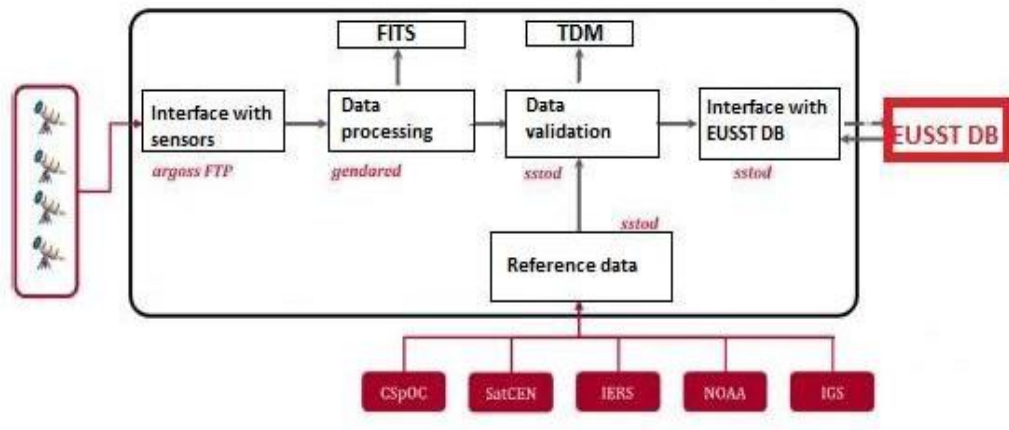 FITS
TDM
Interface with
sensors
Data
processing
Data
validation
Interface with
EUSST DB
EUSST DB
argoss FTP
gendared
sstod
sstod
sstod
Reference data
CSpOC
SatCEN
IERS
NOAA
IGS